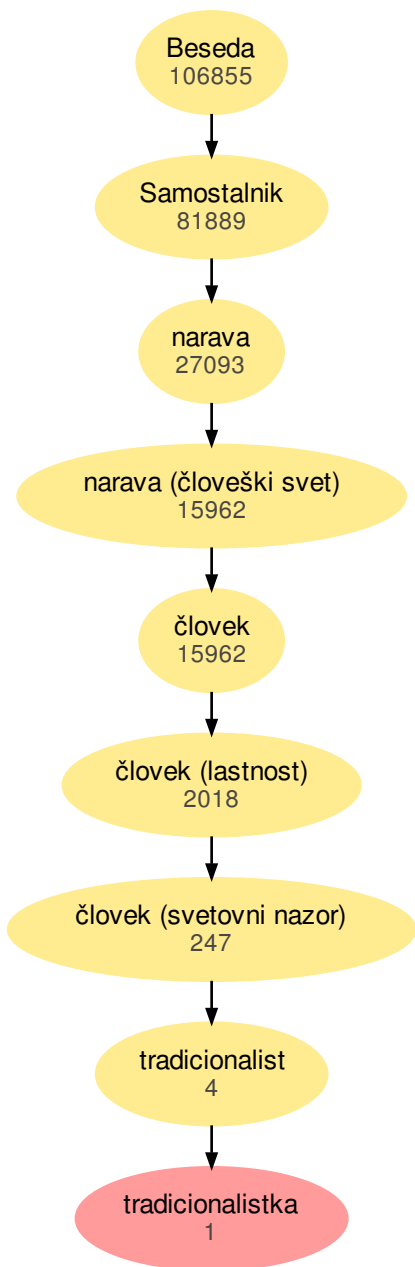 Beseda
106855
Samostalnik
81889
narava
27093
narava (človeški svet)
15962
človek
15962
človek (lastnost)
2018
človek (svetovni nazor)
247
tradicionalist
4
tradicionalistka
1